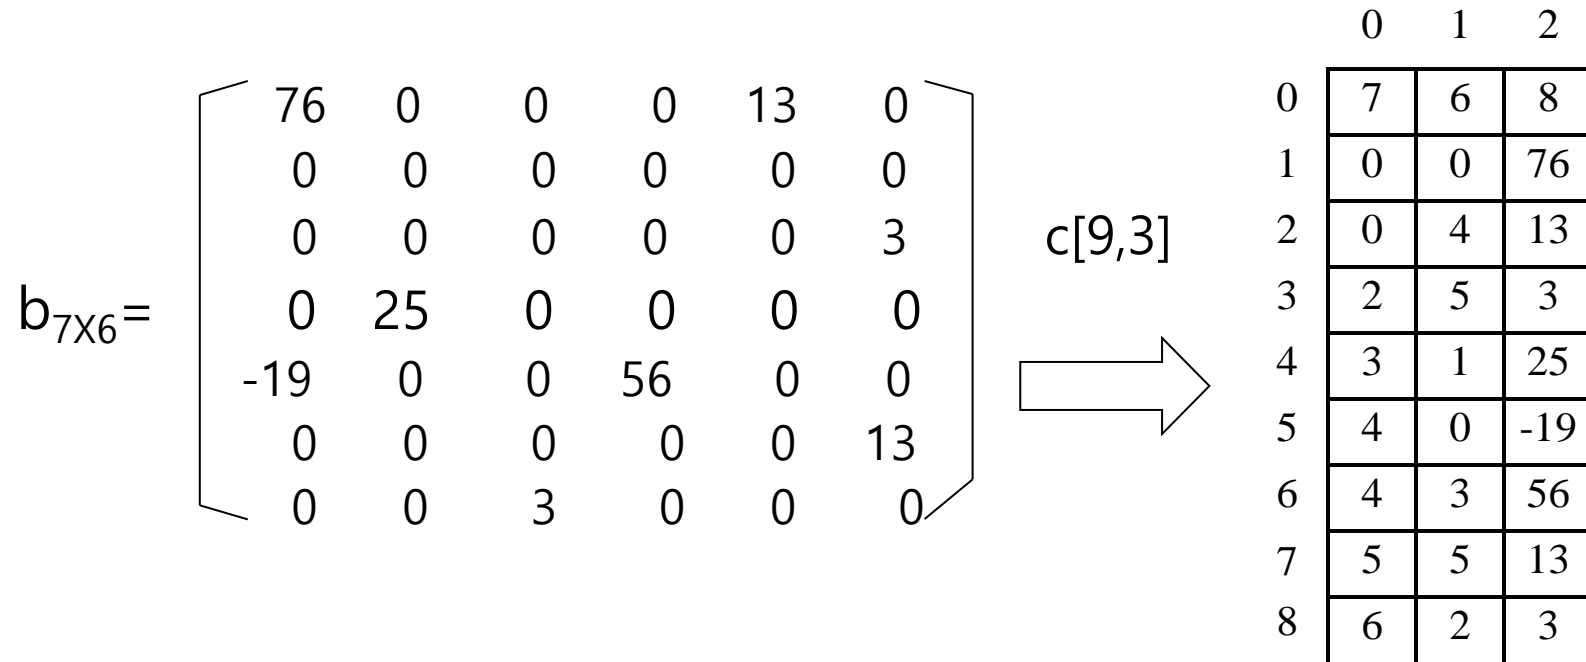 76 0 0 0 13 0
0 0 0 0 0 0
0 0 0 0 0 3
0 25 0 0 0 0
-19 0 0 56 0 0
0 0 0 0 0 13
0 0 3 0 0 0
b7X6=
c[9,3]
0 1 2
0 7 6 8
1 0 0 76
2 0 4 13
3 2 5 3
4 3 1 25
5 4 0 -19
6 4 3 56
7 5 5 13
8 6 2 3